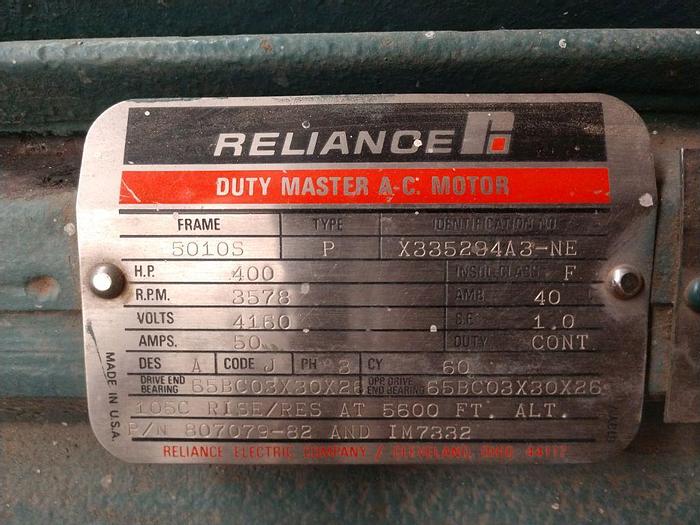 RELIANCE
DUTY MASTER A-C. MOTOR
FRAME TYPE IDENTIFICATION NO.
5010S P X335294A3-NE
H.P. 400 INSUL.CLASS F
R.P.M. 3578 AMB 40
VOLTS 4160 S.F. 1.0
AMPS. 50 DUTY CONT
DES A CODE J PH 3 CY 60
DRIVE END BEARING 65BC03X30X26 OPP. DRIVE END BEARING 65BC03X30X26
105C RISE/RES AT 5600 FT. ALT.
P/N 807079-82 AND IM7332
RELIANCE ELECTRIC COMPANY / CLEVELAND, OHIO 44117
MADE IN U.S.A.